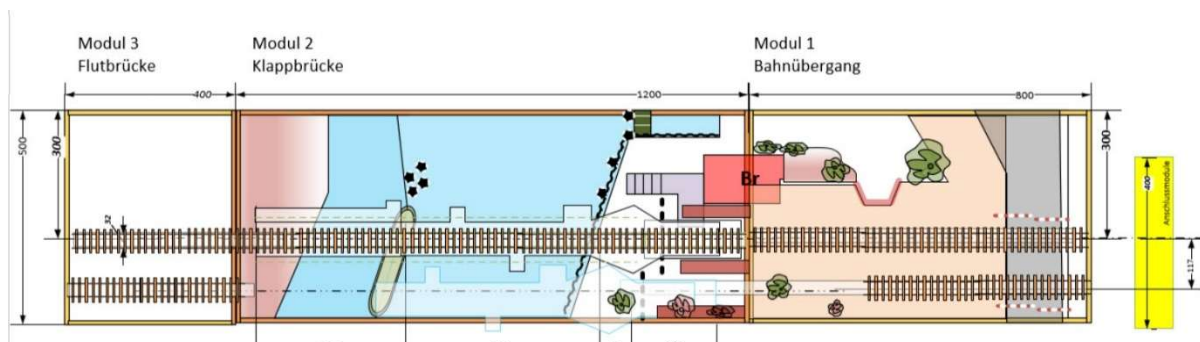 Modul 3
Flutbrücke
Modul 2
Klappbrücke
Modul 1
Bahnübergang
400
1200
800
500
300
32
Br
300
117
400
Anschlussmodule